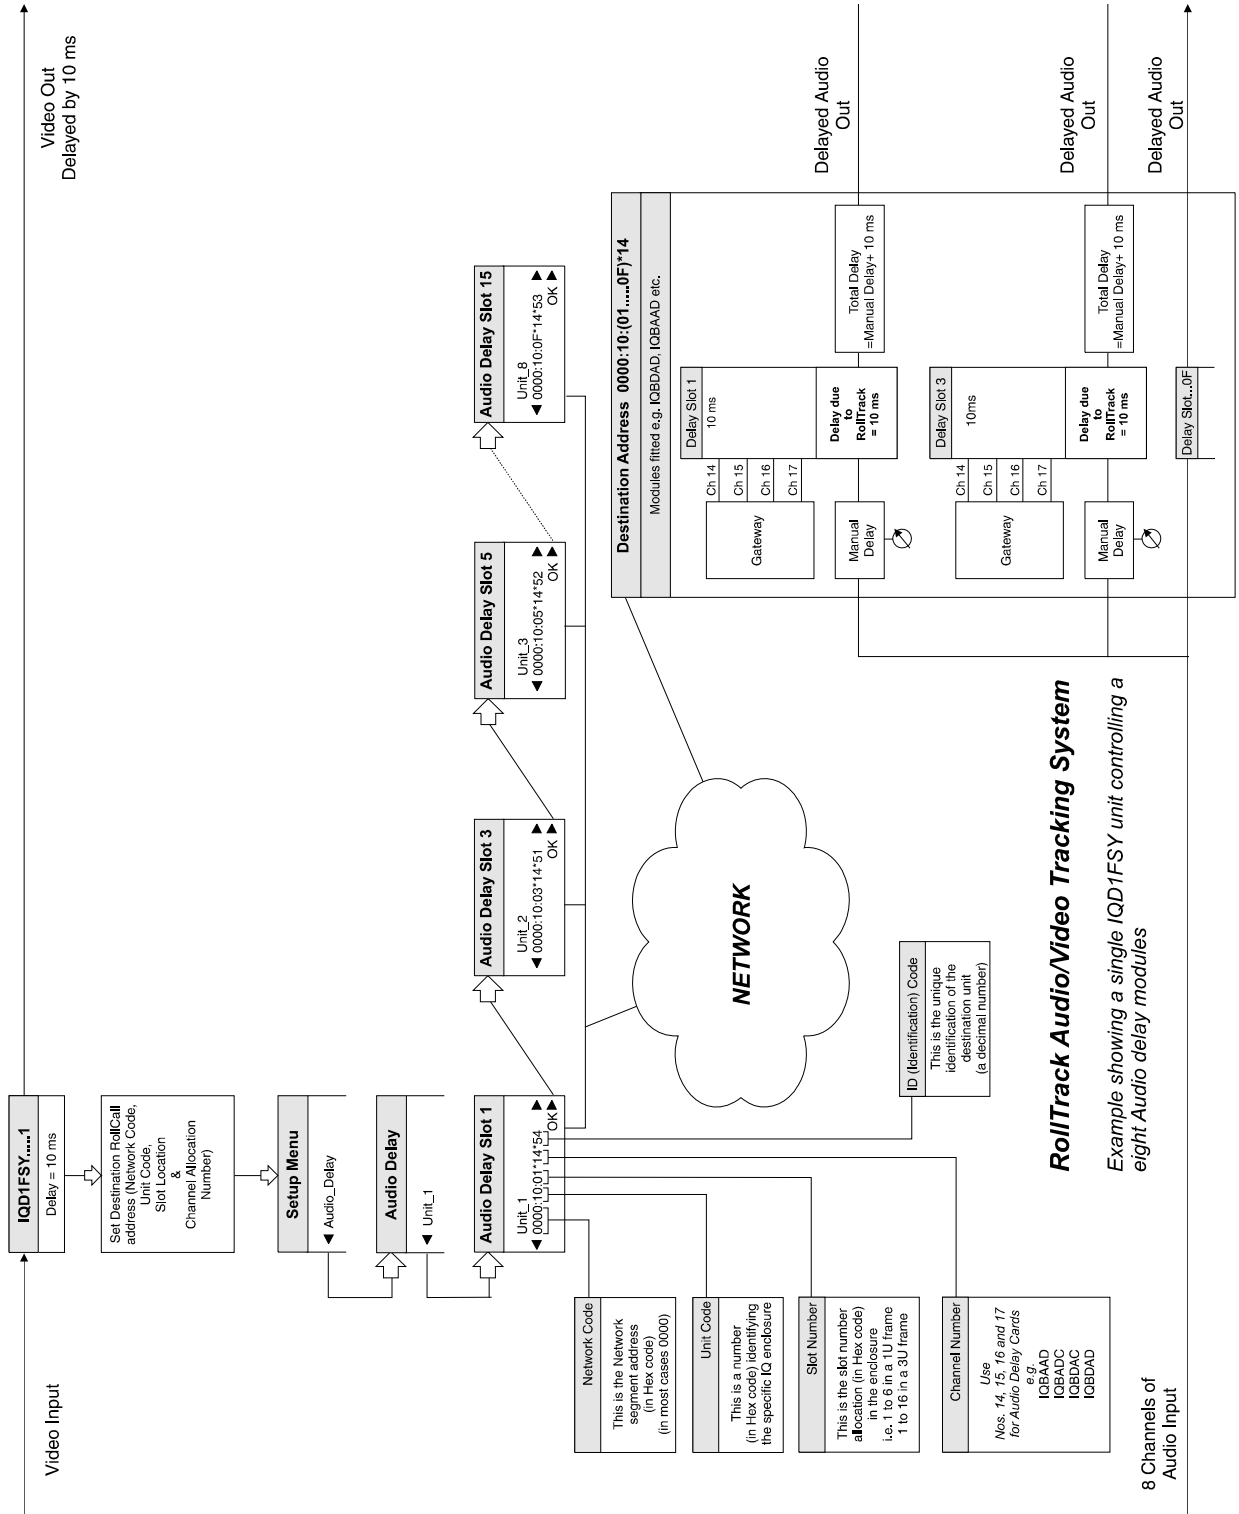 Video Input
IQD1FSY.....1
Delay = 10 ms
Video Out
Delayed by 10 ms
Set Destination RollCall
address (Network Code,
Unit Code,
Slot Location
&
Channel Allocation
Number)
Setup Menu
Audio_Delay
Audio Delay
Unit_1
Audio Delay Slot 1
Unit_1
0000:10:01*14*54
OK
Audio Delay Slot 3
Unit_2
0000:10:03*14*51
OK
Audio Delay Slot 5
Unit_3
0000:10:05*14*52
OK
Audio Delay Slot 15
Unit_8
0000:10:0F*14*53
OK
Network Code
This is the Network
segment address
(in Hex code)
(in most cases 0000)
Unit Code
This is a number
(in Hex code) identifying
the specific IQ enclosure
Slot Number
This is the slot number
allocation (in Hex code)
in the enclosure
i.e. 1 to 6 in a 1U frame
1 to 16 in a 3U frame
Channel Number
Use
Nos. 14, 15, 16 and 17
for Audio Delay Cards
e.g.
IQBAAD
IQBADC
IQBDAC
IQBDAD
ID (Identification) Code
This is the unique
identification of the
destination unit
(a decimal number)
NETWORK
Destination Address 0000:10:(01.....0F)*14
Modules fitted e.g. IQBDAD, IQBAAD etc.
Gateway
Ch 14
Ch 15
Ch 16
Ch 17
Delay Slot 1
10 ms
Manual
Delay
Delay due
to
RollTrack
= 10 ms
Total Delay
=Manual Delay+ 10 ms
Delayed Audio
Out
Gateway
Ch 14
Ch 15
Ch 16
Ch 17
Delay Slot 3
10ms
Manual
Delay
Delay due
to
RollTrack
= 10 ms
Total Delay
=Manual Delay+ 10 ms
Delayed Audio
Out
Delay Slot...0F
Delayed Audio
Out
8 Channels of
Audio Input
RollTrack Audio/Video Tracking System
Example showing a single IQD1FSY unit controlling a
eight Audio delay modules